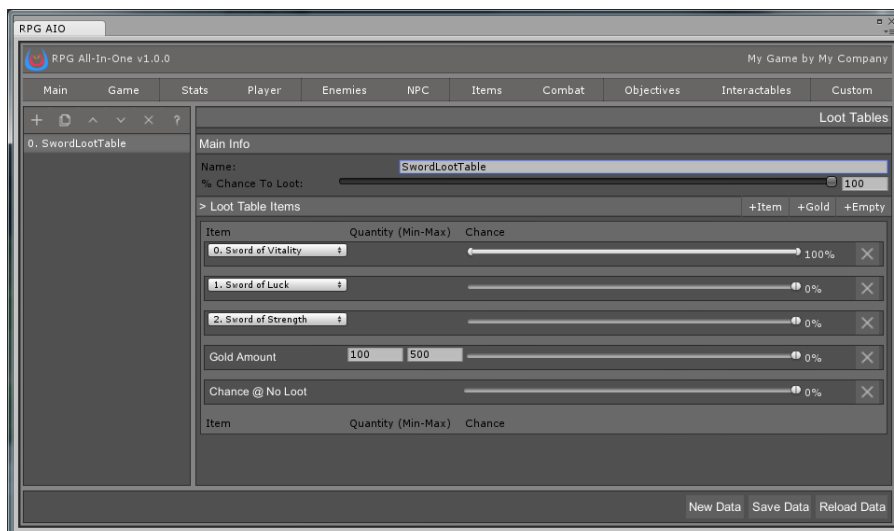 RPG AIO
RPG All-In-One v1.0.0 My Game by My Company
Main Game Stats Player Enemies NPC Items Combat Objectives Interactables Custom
+ ? Loot Tables
0. SwordLootTable
Main Info
Name: SwordLootTable
% Chance To Loot: 100
> Loot Table Items +Item +Gold +Empty
Item Quantity (Min-Max) Chance
0. Sword of Vitality 100%
1. Sword of Luck 0%
2. Sword of Strength 0%
Gold Amount 100 500 0%
Chance @ No Loot 0%
Item Quantity (Min-Max) Chance
New Data Save Data Reload Data